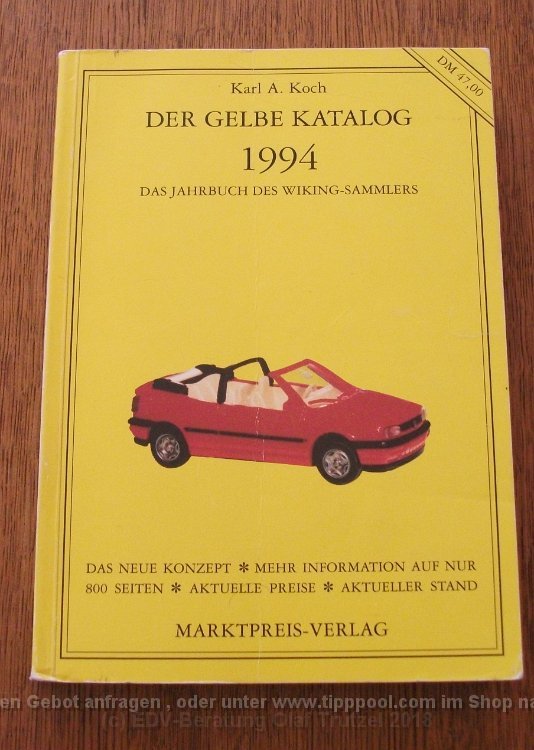 DM 47,00
Karl A. Koch
DER GELBE KATALOG
1994
DAS JAHRBUCH DES WIKING-SAMMLERS
DAS NEUE KONZEPT * MEHR INFORMATION AUF NUR
800 SEITEN * AKTUELLE PREISE * AKTUELLER STAND
MARKTPREIS-VERLAG
en Gebot anfragen , oder unter www.tipppool.com im Shop na
(c) EDV-Beratung Olaf